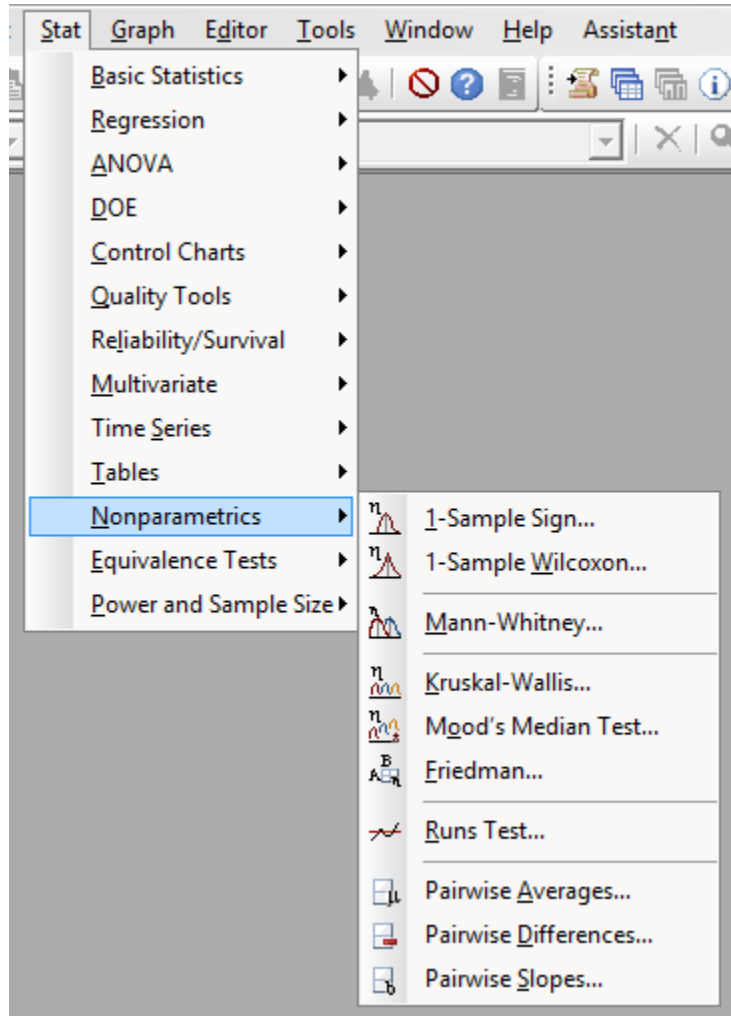 Stat Graph Editor Tools Window Help Assistant
Basic Statistics
Regression
ANOVA
DOE
Control Charts
Quality Tools
Reliability/Survival
Multivariate
Time Series
Tables
Nonparametrics
Equivalence Tests
Power and Sample Size
1-Sample Sign...
1-Sample Wilcoxon...
Mann-Whitney...
Kruskal-Wallis...
Mood's Median Test...
Friedman...
Runs Test...
Pairwise Averages...
Pairwise Differences...
Pairwise Slopes...